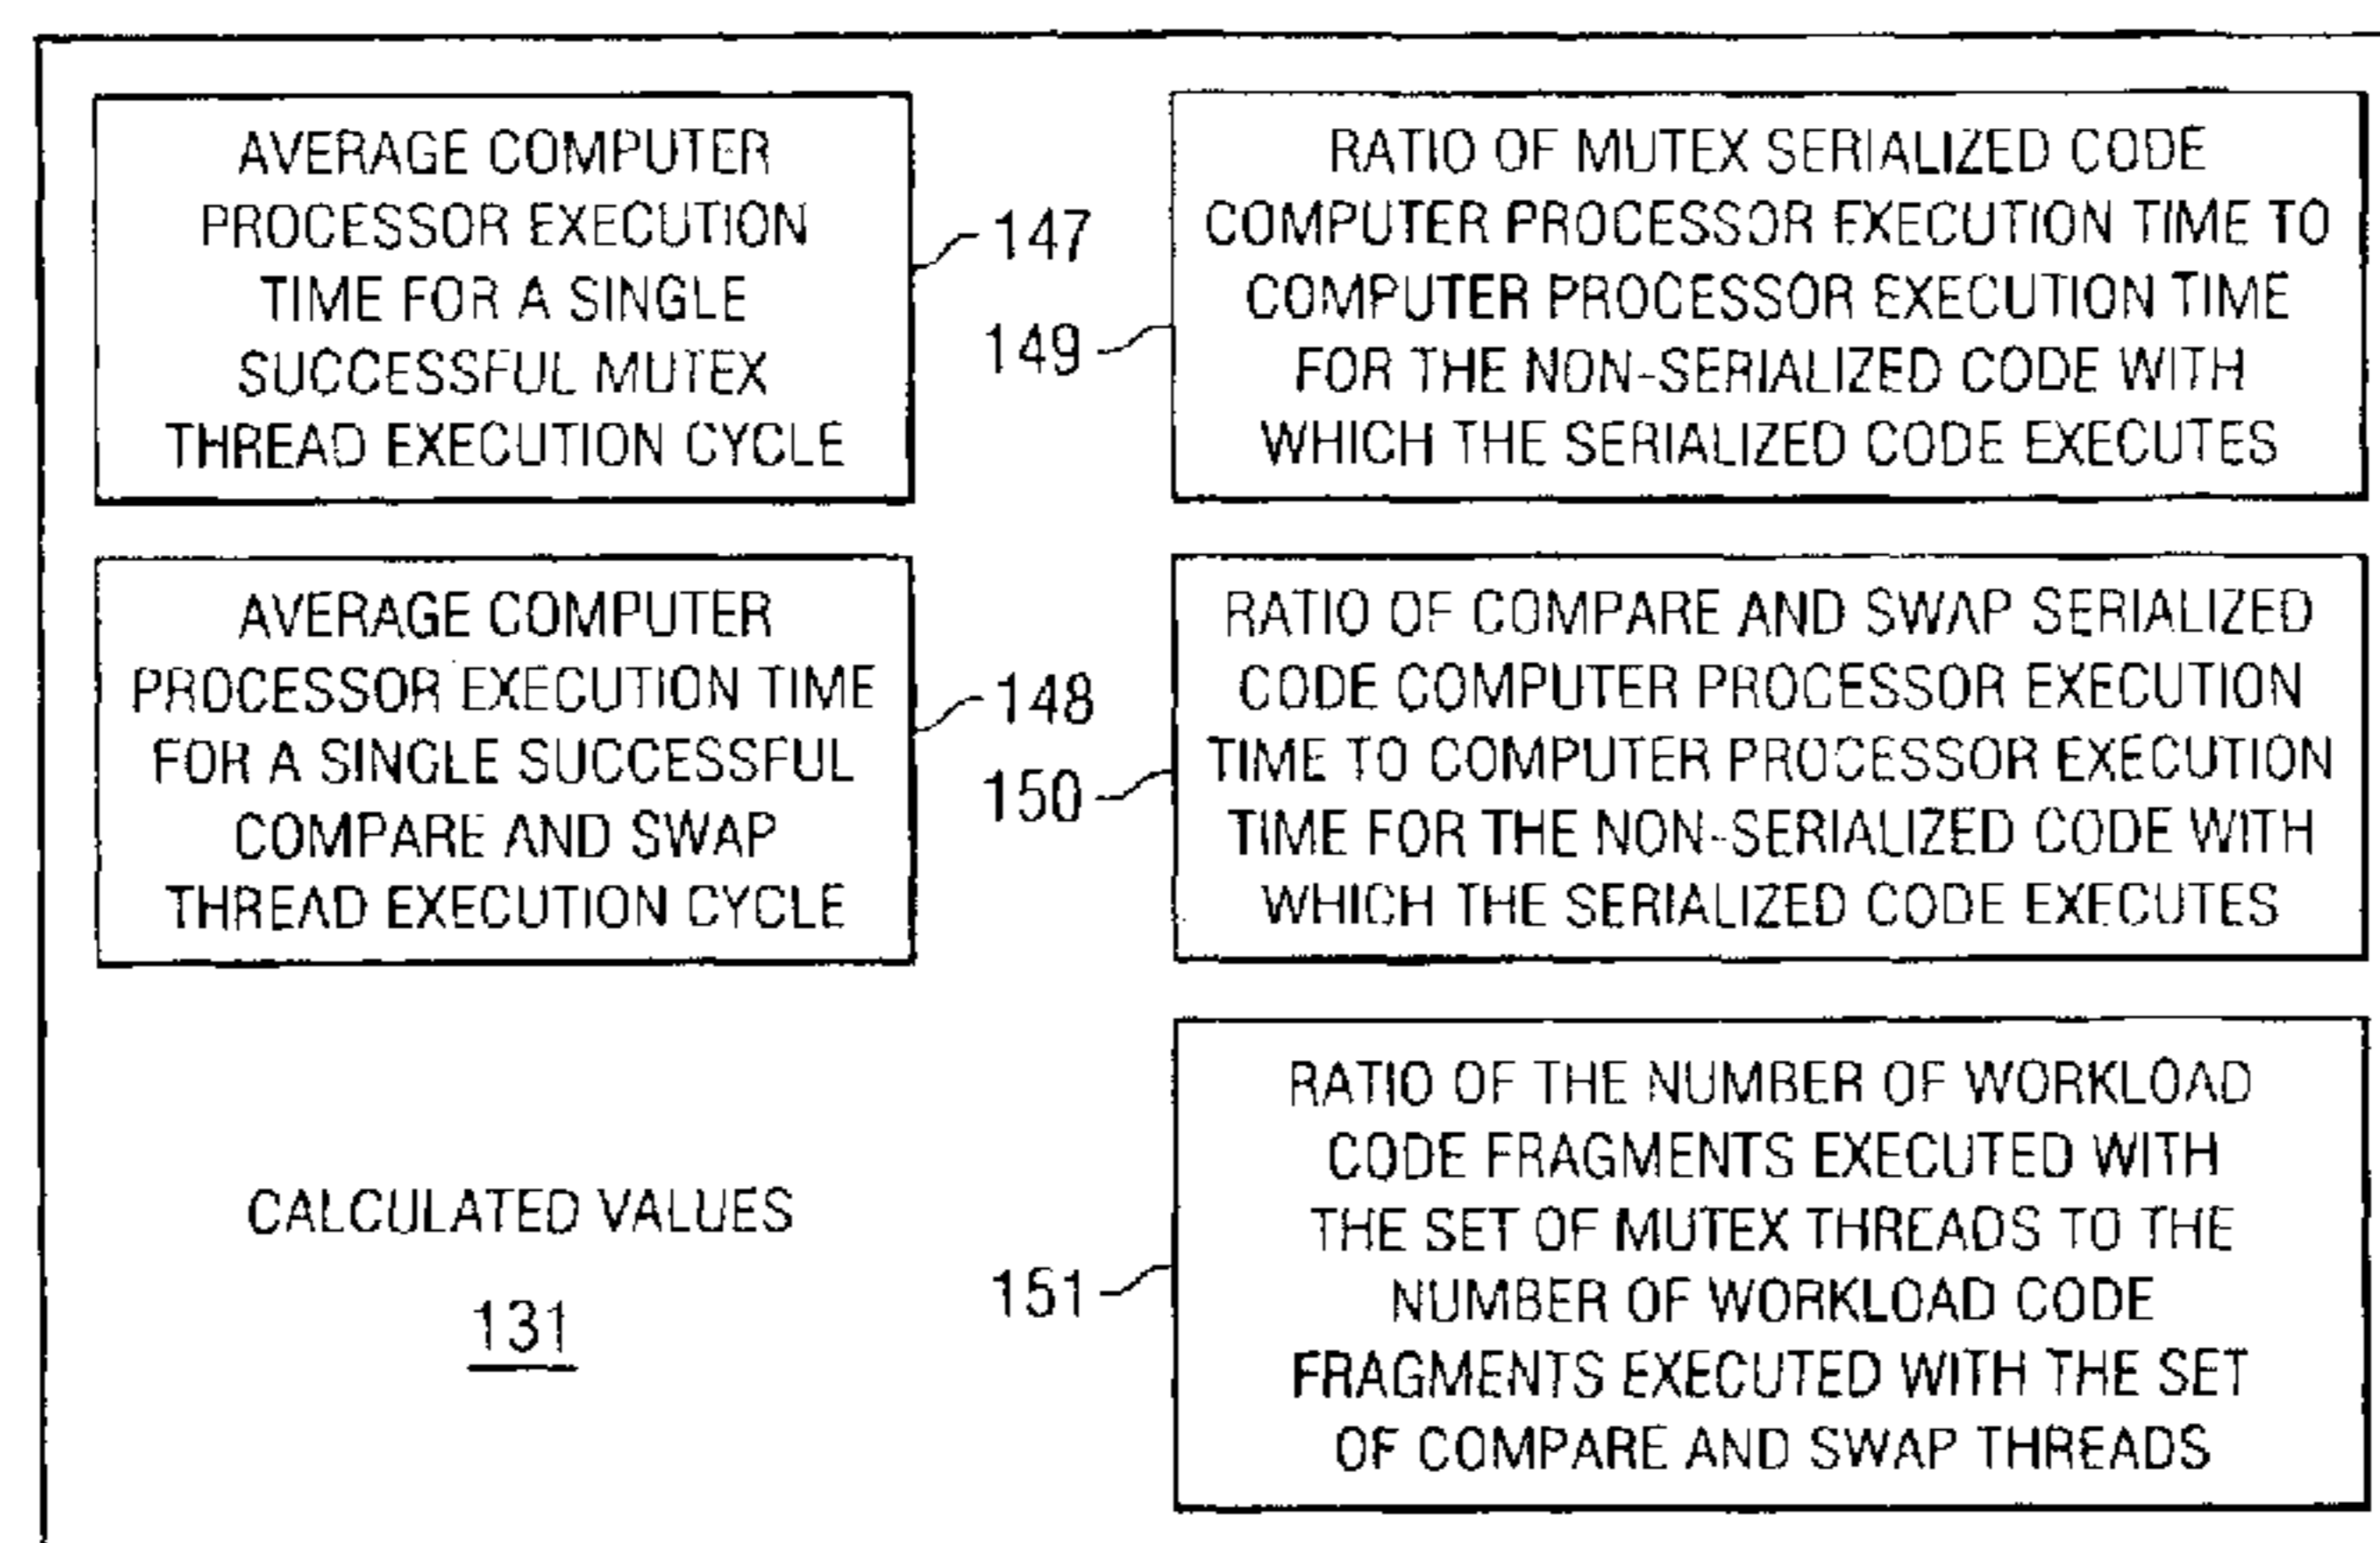 AVERAGE COMPUTER
PROCESSOR EXECUTION
TIME FOR A SINGLE
SUCCESSFUL MUTEX
THREAD EXECUTION CYCLE
147
RATIO OF MUTEX SERIALIZED CODE
COMPUTER PROCESSOR EXECUTION TIME TO
COMPUTER PROCESSOR EXECUTION TIME
FOR THE NON-SERIALIZED CODE WITH
WHICH THE SERIALIZED CODE EXECUTES
149
AVERAGE COMPUTER
PROCESSOR EXECUTION TIME
FOR A SINGLE SUCCESSFUL
COMPARE AND SWAP
THREAD EXECUTION CYCLE
148
RATIO OF COMPARE AND SWAP SERIALIZED
CODE COMPUTER PROCESSOR EXECUTION
TIME TO COMPUTER PROCESSOR EXECUTION
TIME FOR THE NON-SERIALIZED CODE WITH
WHICH THE SERIALIZED CODE EXECUTES
150
CALCULATED VALUES
131
RATIO OF THE NUMBER OF WORKLOAD
CODE FRAGMENTS EXECUTED WITH
THE SET OF MUTEX THREADS TO THE
NUMBER OF WORKLOAD CODE
FRAGMENTS EXECUTED WITH THE SET
OF COMPARE AND SWAP THREADS
151